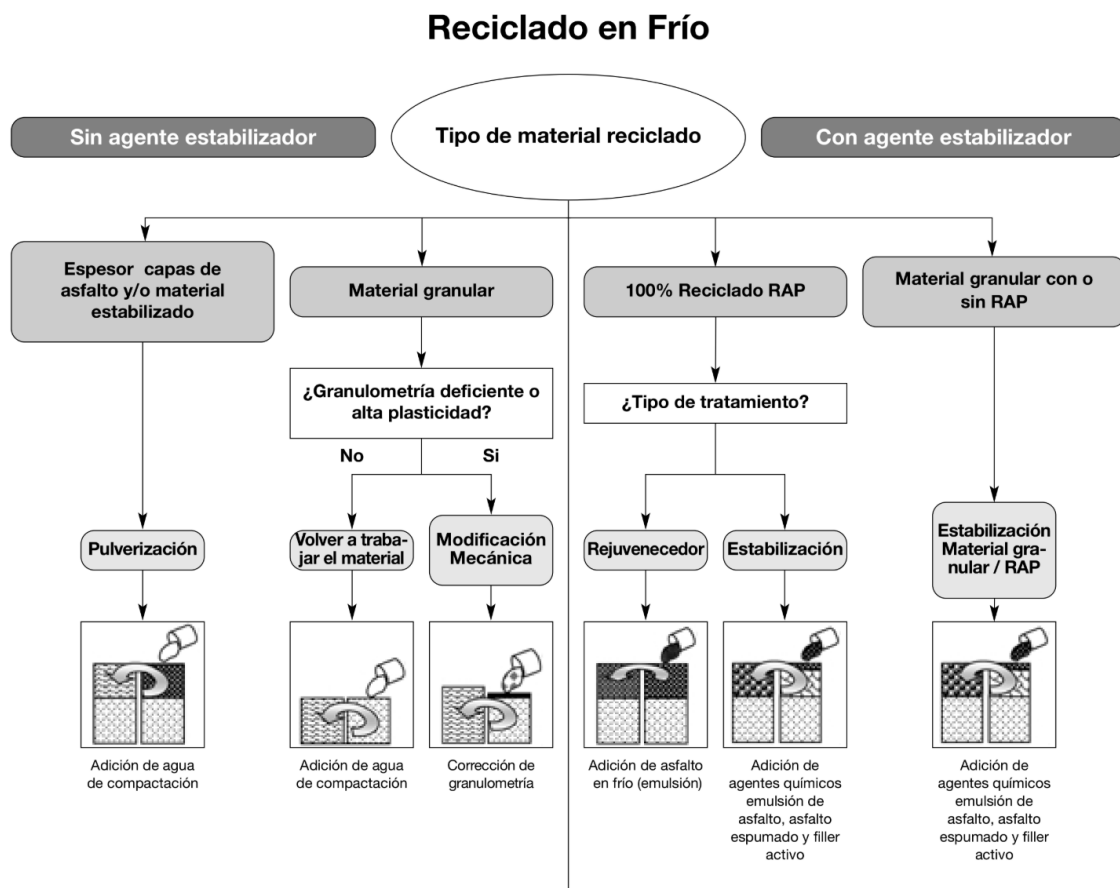 Reciclado en Frío
Sin agente estabilizador
Tipo de material reciclado
Con agente estabilizador
Espesor capas de
asfalto y/o material
estabilizado
Material granular
100% Reciclado RAP
Material granular con o
sin RAP
¿Granulometría deficiente o
alta plasticidad?
¿Tipo de tratamiento?
No
Si
Pulverización
Volver a traba-
jar el material
Modificación
Mecánica
Rejuvenecedor
Estabilización
Estabilización
Material gra-
nular / RAP
Adición de agua
de compactación
Adición de agua
de compactación
Corrección de
granulometría
Adición de asfalto
en frío (emulsión)
Adición de
agentes químicos
emulsión de
asfalto, asfalto
espumado y filler
activo
Adición de
agentes químicos
emulsión de
asfalto, asfalto
espumado y filler
activo